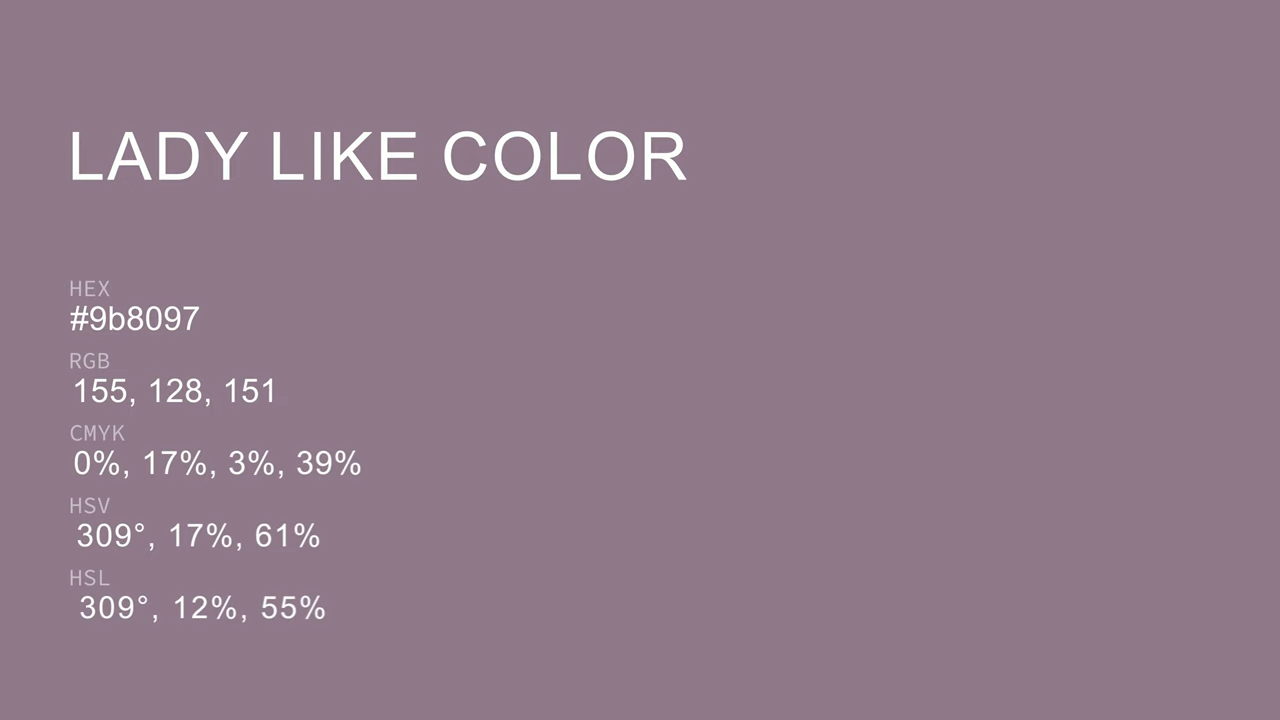 LADY LIKE COLOR
HEX
#9b8097
RGB
155, 128, 151
CMYK
0%, 17%, 3%, 39%
HSV
309°, 17%, 61%
HSL
309°, 12%, 55%